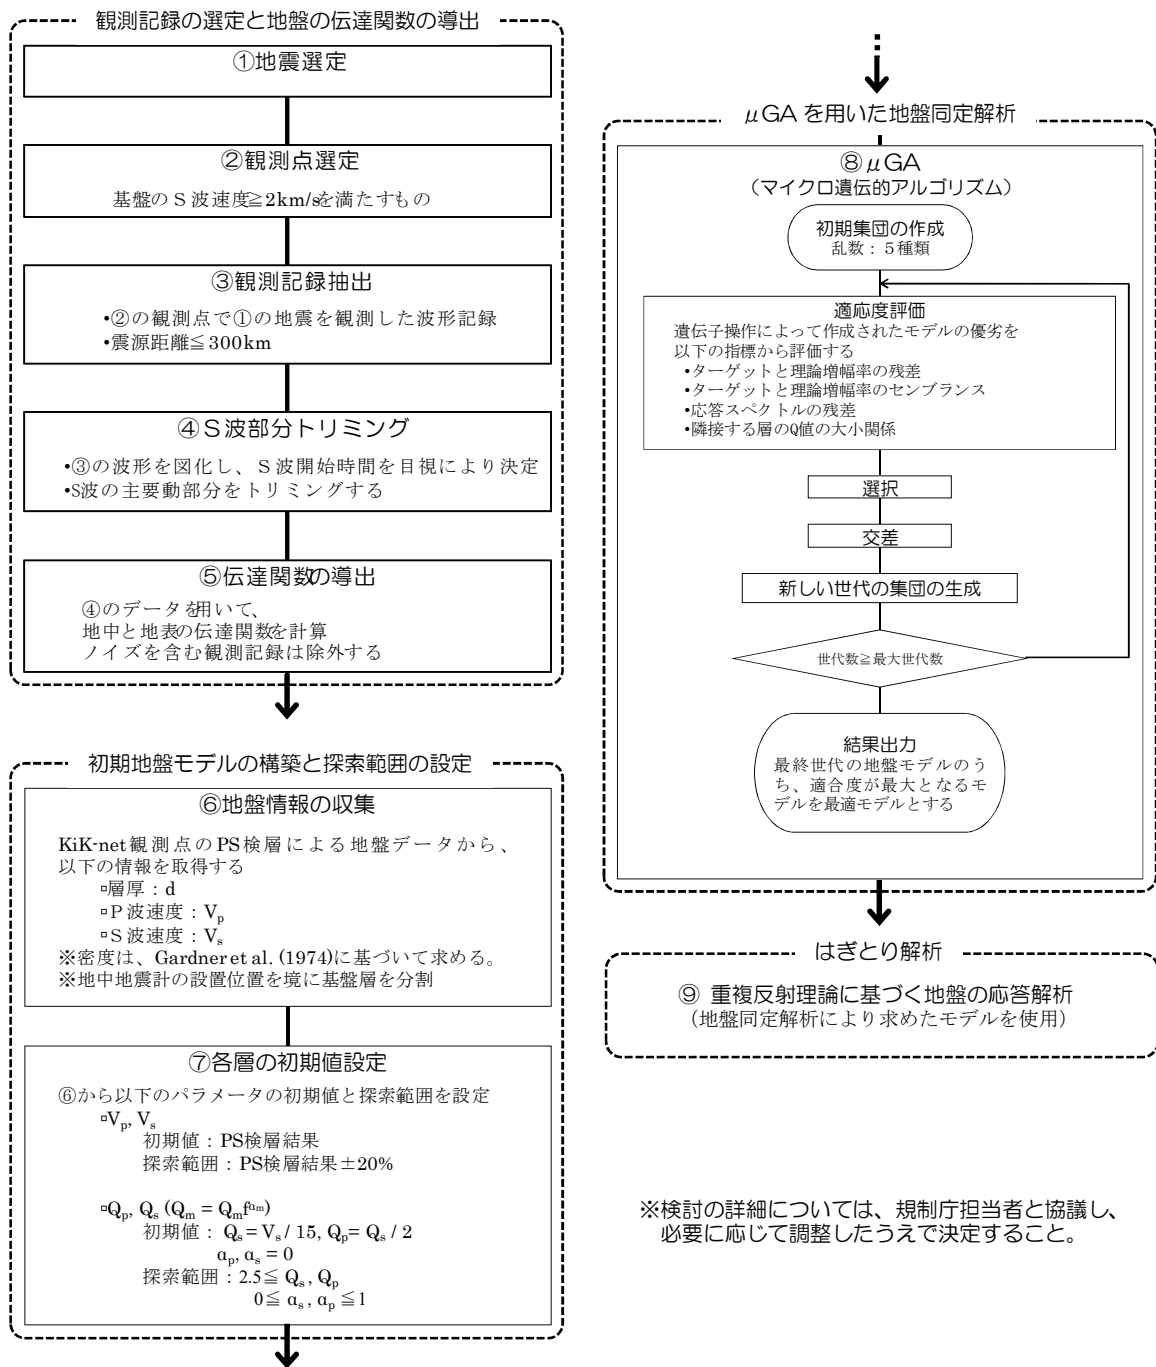 観測記録の選定と地盤の伝達関数の導出
①地震選定
②観測点選定
基盤のS波速度≧2km/sを満たすもの
③観測記録抽出
•②の観測点で①の地震を観測した波形記録
•震源距離≦300km
④S波部分トリミング
•③の波形を図化し、S波開始時間を目視により決定
•S波の主要動部分をトリミングする
⑤伝達関数の導出
④のデータを用いて、
地中と地表の伝達関数を計算
ノイズを含む観測記録は除外する
初期地盤モデルの構築と探索範囲の設定
⑥地盤情報の収集
KiK-net観測点のPS検層による地盤データから、
以下の情報を取得する
▫層厚：d
▫P波速度：Vp
▫S波速度：Vs
※密度は、Gardner et al. (1974)に基づいて求める。
※地中地震計の設置位置を境に基盤層を分割
⑦各層の初期値設定
⑥から以下のパラメータの初期値と探索範囲を設定
▫Vp, Vs
初期値：PS検層結果
探索範囲：PS検層結果±20%
▫Qp, Qs (Qm = Qmf^αm)
初期値：Qs = Vs / 15, Qp = Qs / 2
αp, αs = 0
探索範囲：2.5≦ Qs , Qp
0≦ αs , αp ≦1
μGAを用いた地盤同定解析
⑧μGA
（マイクロ遺伝的アルゴリズム）
初期集団の作成
乱数：5種類
適応度評価
遺伝子操作によって作成されたモデルの優劣を
以下の指標から評価する
•ターゲットと理論増幅率の残差
•ターゲットと理論増幅率のセンブランス
•応答スペクトルの残差
•隣接する層のQ値の大小関係
選択
交差
新しい世代の集団の生成
世代数≧最大世代数
結果出力
最終世代の地盤モデルのう
ち、適合度が最大となるモ
デルを最適モデルとする
はぎとり解析
⑨ 重複反射理論に基づく地盤の応答解析
（地盤同定解析により求めたモデルを使用）
※検討の詳細については、規制庁担当者と協議し、
必要に応じて調整したうえで決定すること。